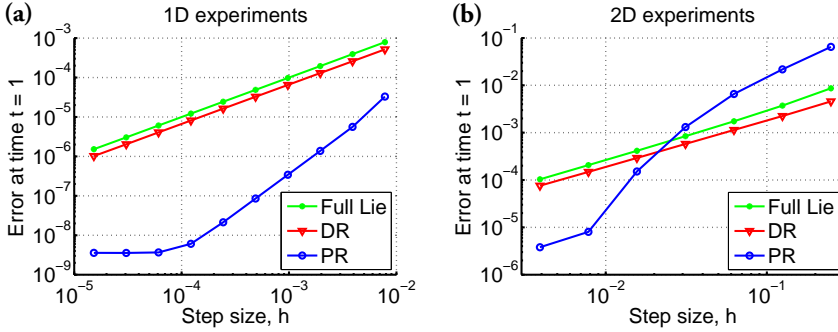 (a)
1D experiments
Error at time t = 1
10^-3
10^-4
10^-5
10^-6
10^-7
10^-8
10^-9
10^-5
10^-4
10^-3
10^-2
Step size, h
Full Lie
DR
PR
(b)
2D experiments
Error at time t = 1
10^-1
10^-2
10^-3
10^-4
10^-5
10^-6
10^-2
10^-1
Step size, h
Full Lie
DR
PR